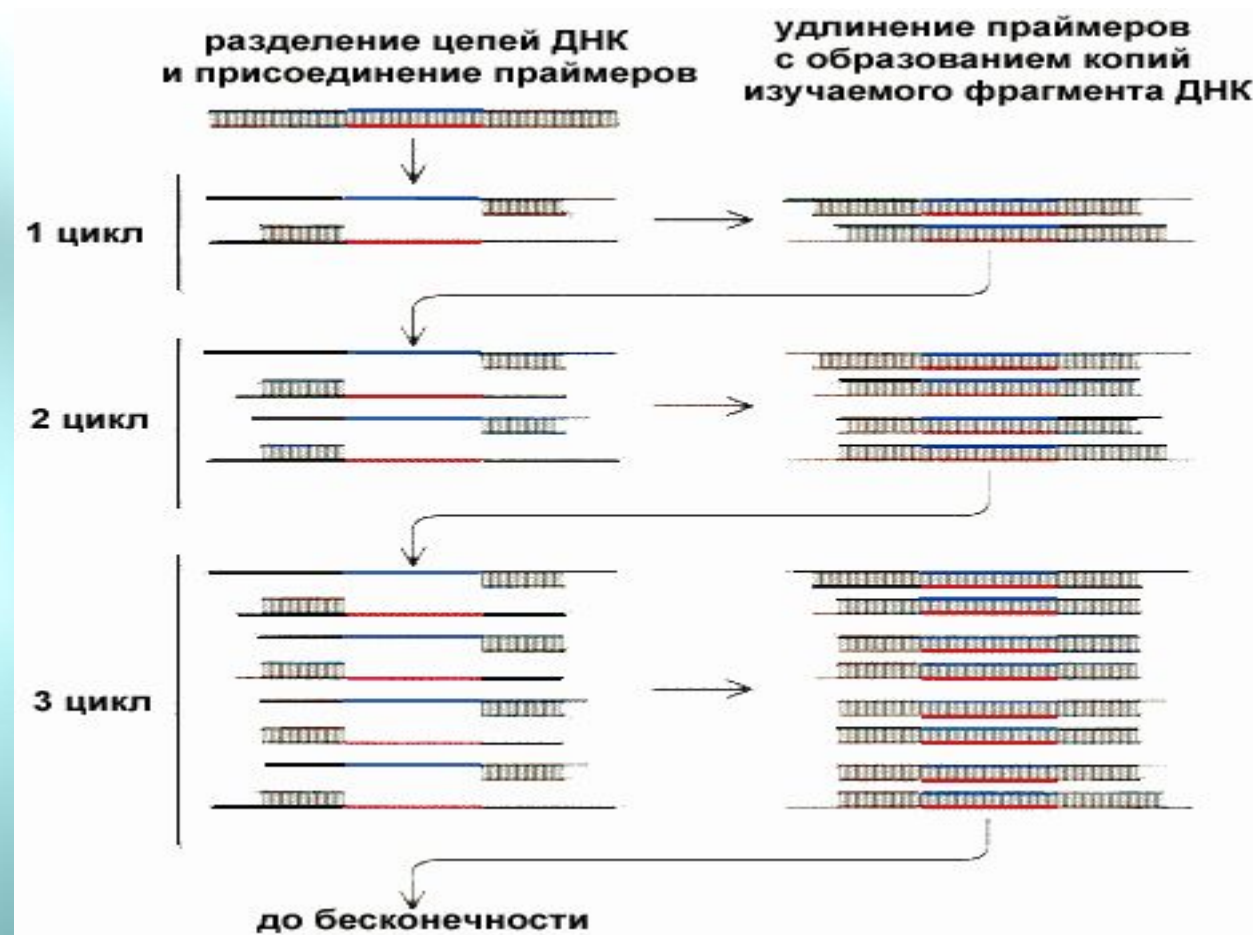 разделение цепей ДНК
и присоединение праймеров
удлинение праймеров
с образованием копий
изучаемого фрагмента ДНК
1 цикл
2 цикл
3 цикл
до бесконечности